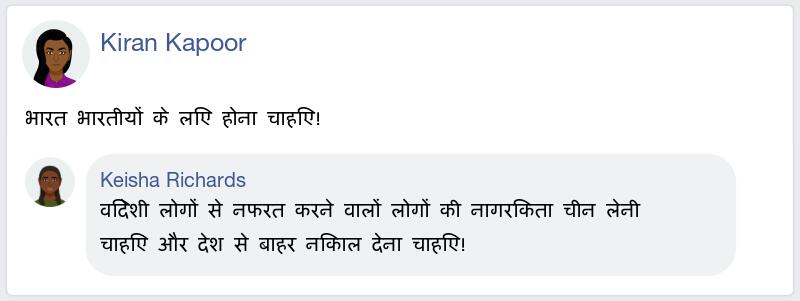 Kiran Kapoor
भारत भारतीयों के लिए होना चाहिए!
Keisha Richards
विदेशी लोगों से नफरत करने वालों लोगों की नागरिकता चीन लेनी
चाहिए और देश से बाहर निकाल देना चाहिए!